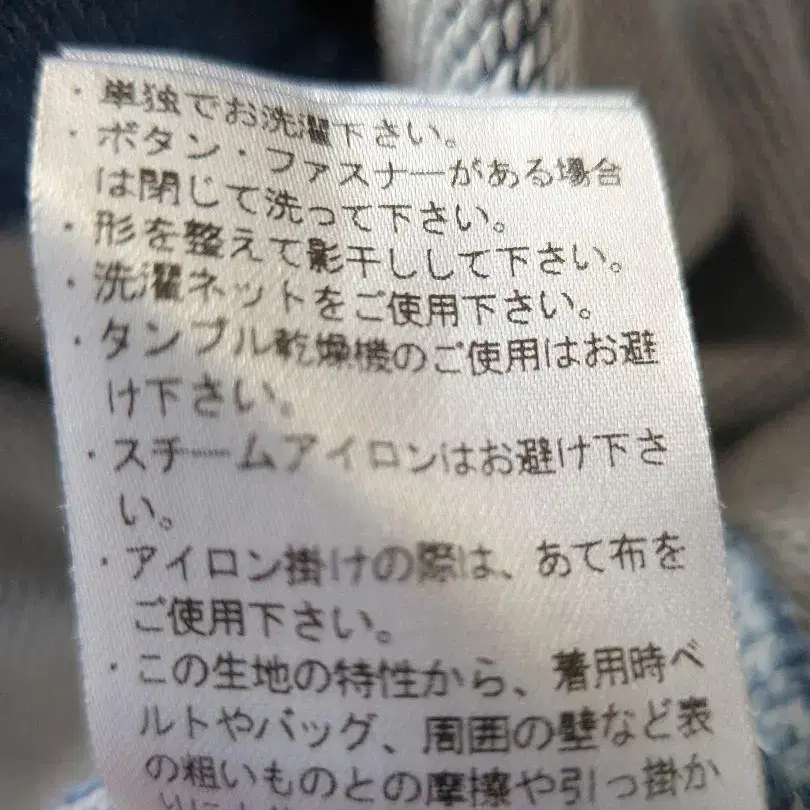 ・単独でお洗濯下さい。
・ボタン・ファスナーがある場合
は閉じて洗って下さい。
・形を整えて影干しして下さい。
・洗濯ネットをご使用下さい。
・タンブル乾燥機のご使用はお避
け下さい。
・スチームアイロンはお避け下さ
い。
・アイロン掛けの際は、あて布を
ご使用下さい。
・この生地の特性から、着用時ベ
ルトやバッグ、周囲の壁など表
の粗いものとの摩擦や引っ掛か